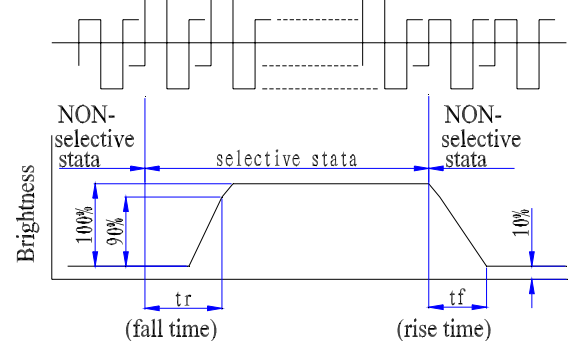 NON-
selective
stata
NON-
selective
stata
selective stata
Brightness
100%
90%
10%
tr
tf
(fall time)
(rise time)